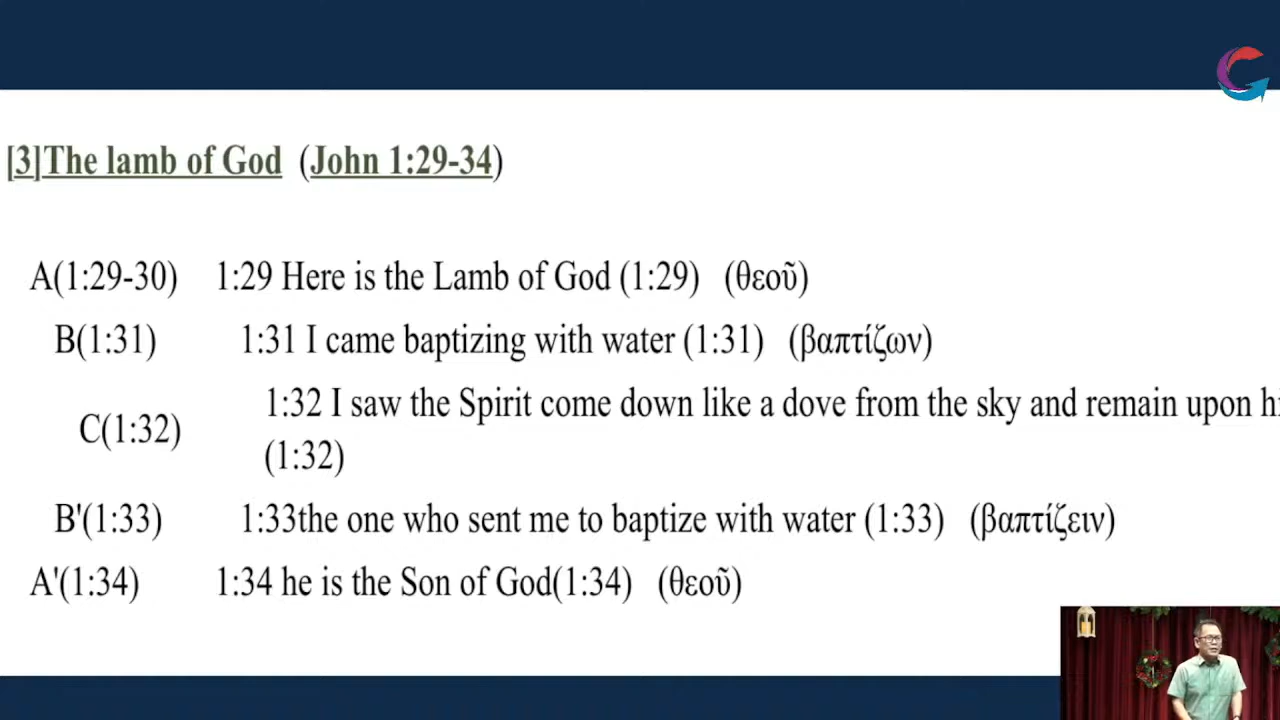 [3]The lamb of God (John 1:29-34)
A(1:29-30) 1:29 Here is the Lamb of God (1:29) (θεοῦ)
B(1:31) 1:31 I came baptizing with water (1:31) (βαπτίζων)
C(1:32) 1:32 I saw the Spirit come down like a dove from the sky and remain upon
(1:32)
B'(1:33) 1:33the one who sent me to baptize with water (1:33) (βαπτίζειν)
A'(1:34) 1:34 he is the Son of God(1:34) (θεοῦ)